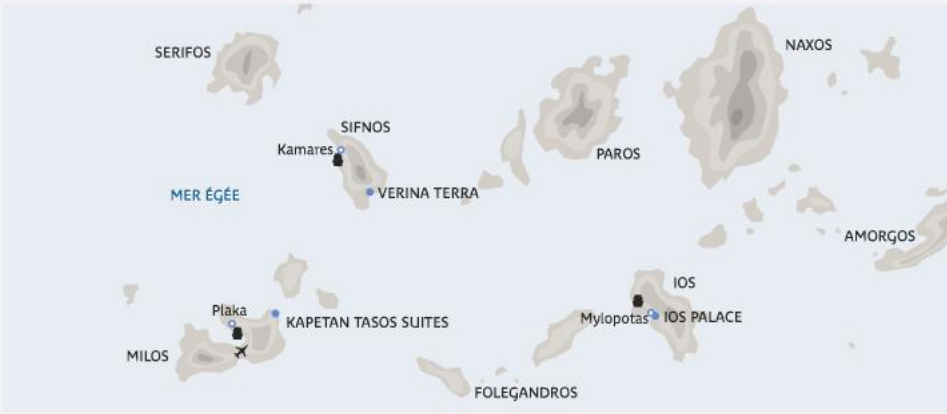 SERIFOS
NAXOS
SIFNOS
Kamares
PAROS
MER ÉGÉE
VERINA TERRA
AMORGOS
IOS
Plaka
Mylopotas
IOS PALACE
KAPETAN TASOS SUITES
MILOS
FOLEGANDROS